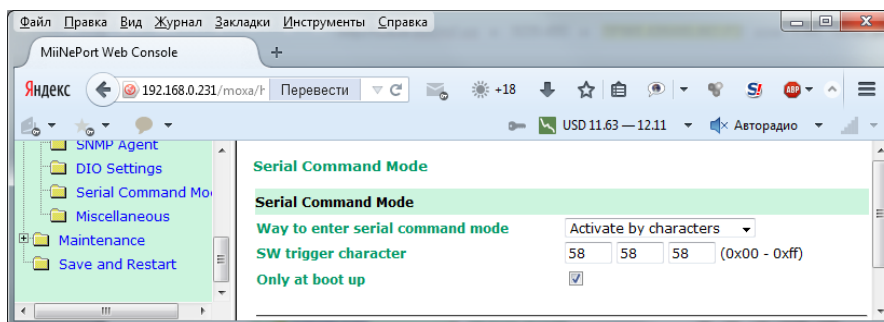 Файл Правка Вид Журнал Закладки Инструменты Справка
MiiNePort Web Console
+
Яндекс 192.168.0.231/moxa/h Перевести +18 S! ABP
USD 11.63 — 12.11 Авторадио
SNMP Agent
DIO Settings
Serial Command Mo
Miscellaneous
Maintenance
Save and Restart
Serial Command Mode
Serial Command Mode
Way to enter serial command mode Activate by characters
SW trigger character 58 58 58 (0x00 - 0xff)
Only at boot up